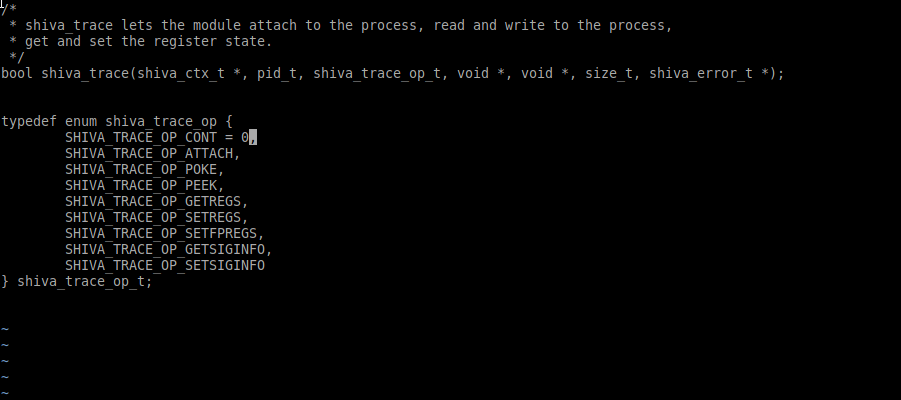 /*
 * shiva_trace lets the module attach to the process, read and write to the process,
 * get and set the register state.
 */
bool shiva_trace(shiva_ctx_t *, pid_t, shiva_trace_op_t, void *, void *, size_t, shiva_error_t *);
typedef enum shiva_trace_op {
        SHIVA_TRACE_OP_CONT = 0,
        SHIVA_TRACE_OP_ATTACH,
        SHIVA_TRACE_OP_POKE,
        SHIVA_TRACE_OP_PEEK,
        SHIVA_TRACE_OP_GETREGS,
        SHIVA_TRACE_OP_SETREGS,
        SHIVA_TRACE_OP_SETFPREGS,
        SHIVA_TRACE_OP_GETSIGINFO,
        SHIVA_TRACE_OP_SETSIGINFO
} shiva_trace_op_t;
~
~
~
~
~